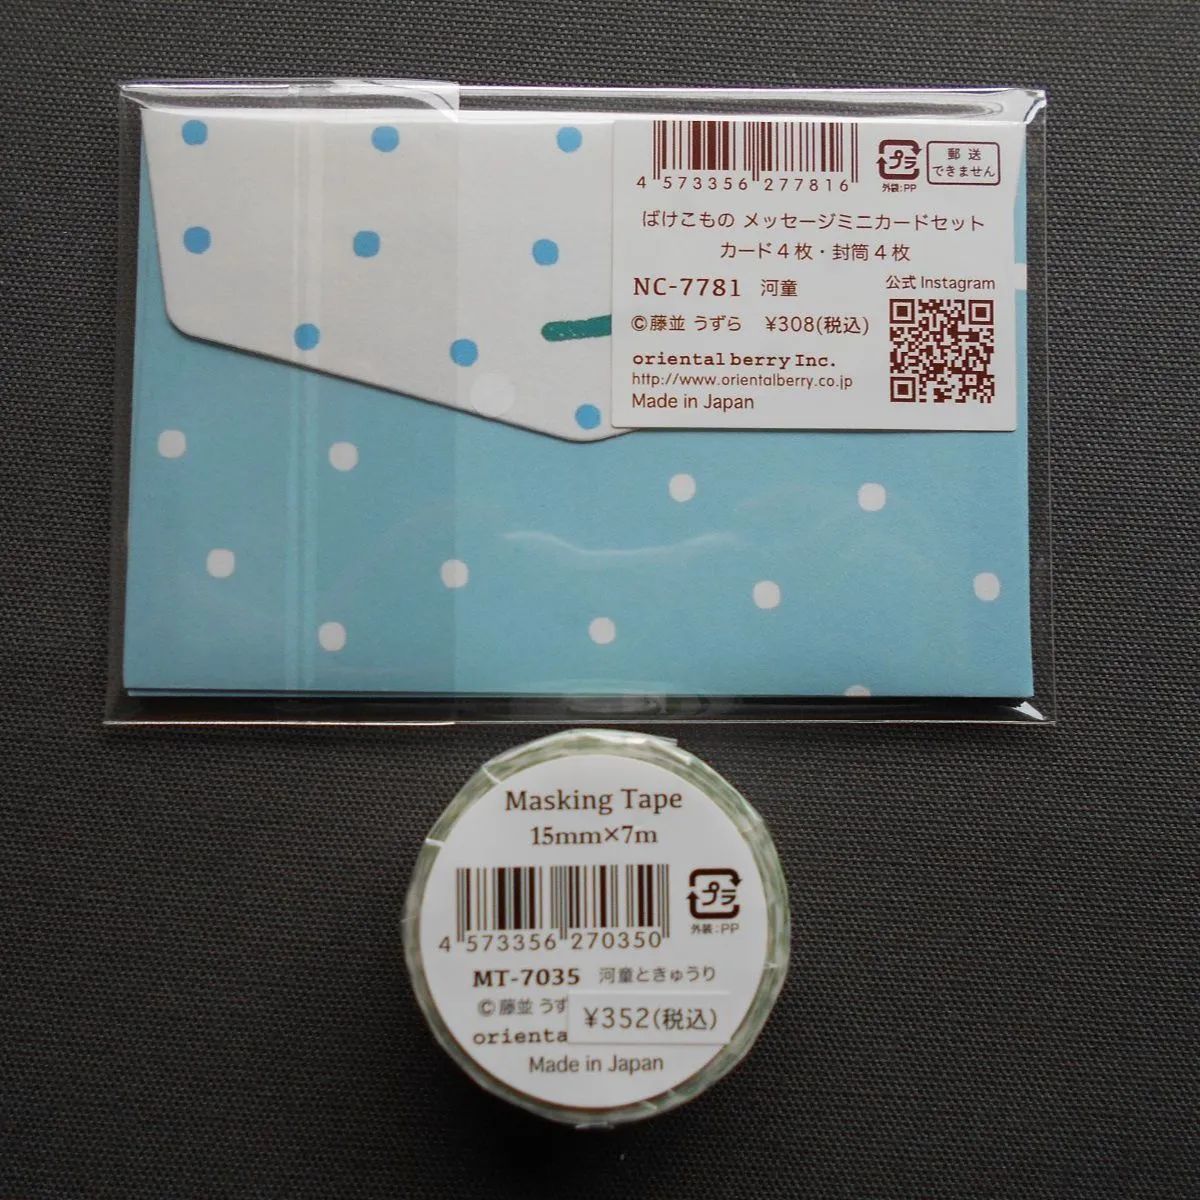 4 573356 277816
プラ
外袋:PP
郵送
できません
ばけこもの メッセージミニカードセット
カード4枚・封筒4枚
NC-7781 河童
公式 Instagram
©藤並 うずら ¥308(税込)
oriental berry Inc.
http://www.orientalberry.co.jp
Made in Japan
Masking Tape
15mm×7m
プラ
外装:PP
4 573356 270350
MT-7035 河童ときゅうり
©藤並 うず
¥352(税込)
orienta
Made in Japan